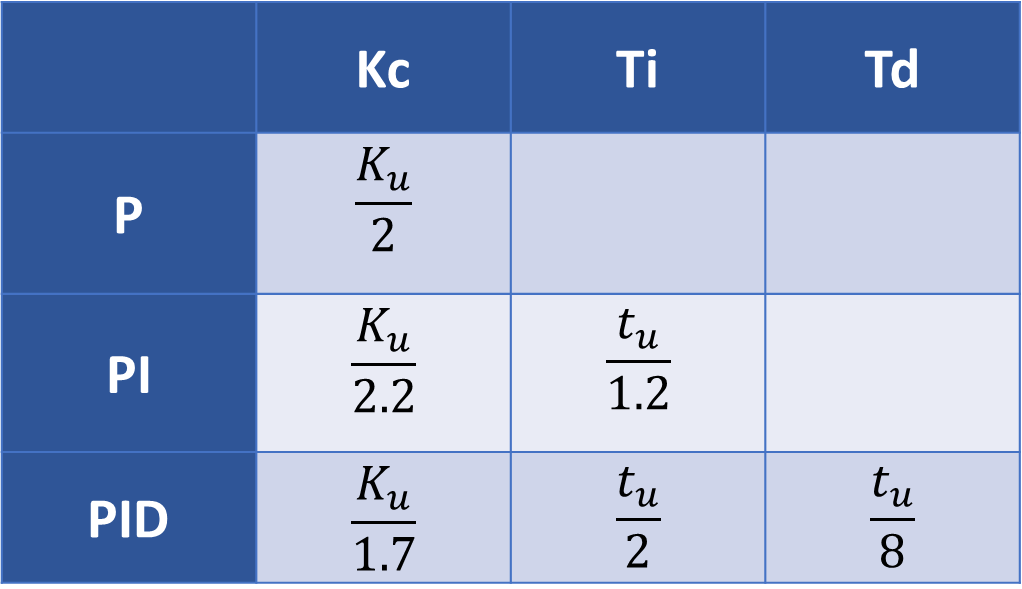 Kc Ti Td
P K_u/2
PI K_u/2.2 t_u/1.2
PID K_u/1.7 t_u/2 t_u/8